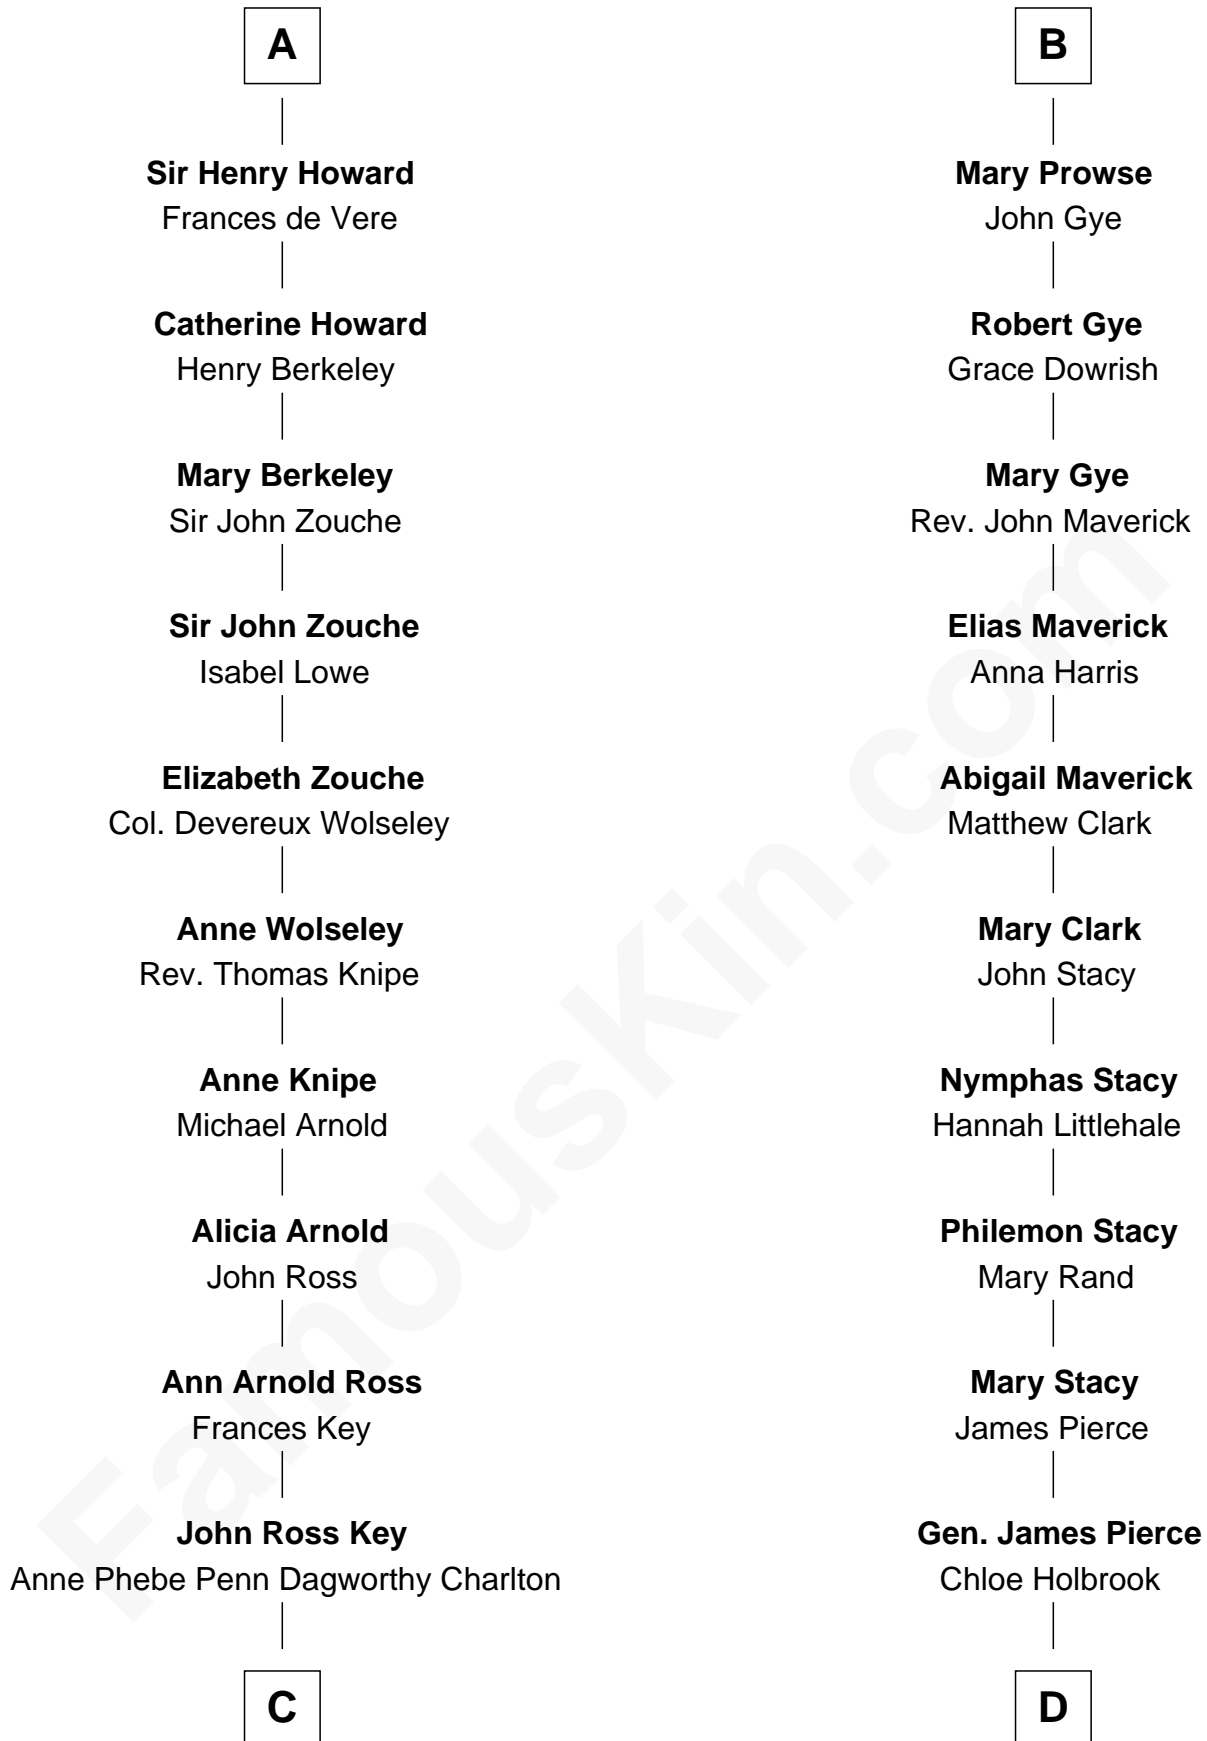 A
Sir Henry Howard
Frances de Vere
Catherine Howard
Henry Berkeley
Mary Berkeley
Sir John Zouche
Sir John Zouche
Isabel Lowe
Elizabeth Zouche
Col. Devereux Wolseley
Anne Wolseley
Rev. Thomas Knipe
Anne Knipe
Michael Arnold
Alicia Arnold
John Ross
Ann Arnold Ross
Frances Key
John Ross Key
Anne Phebe Penn Dagworthy Charlton
C
B
Mary Prowse
John Gye
Robert Gye
Grace Dowrish
Mary Gye
Rev. John Maverick
Elias Maverick
Anna Harris
Abigail Maverick
Matthew Clark
Mary Clark
John Stacy
Nymphas Stacy
Hannah Littlehale
Philemon Stacy
Mary Rand
Mary Stacy
James Pierce
Gen. James Pierce
Chloe Holbrook
D
FamousKin.com